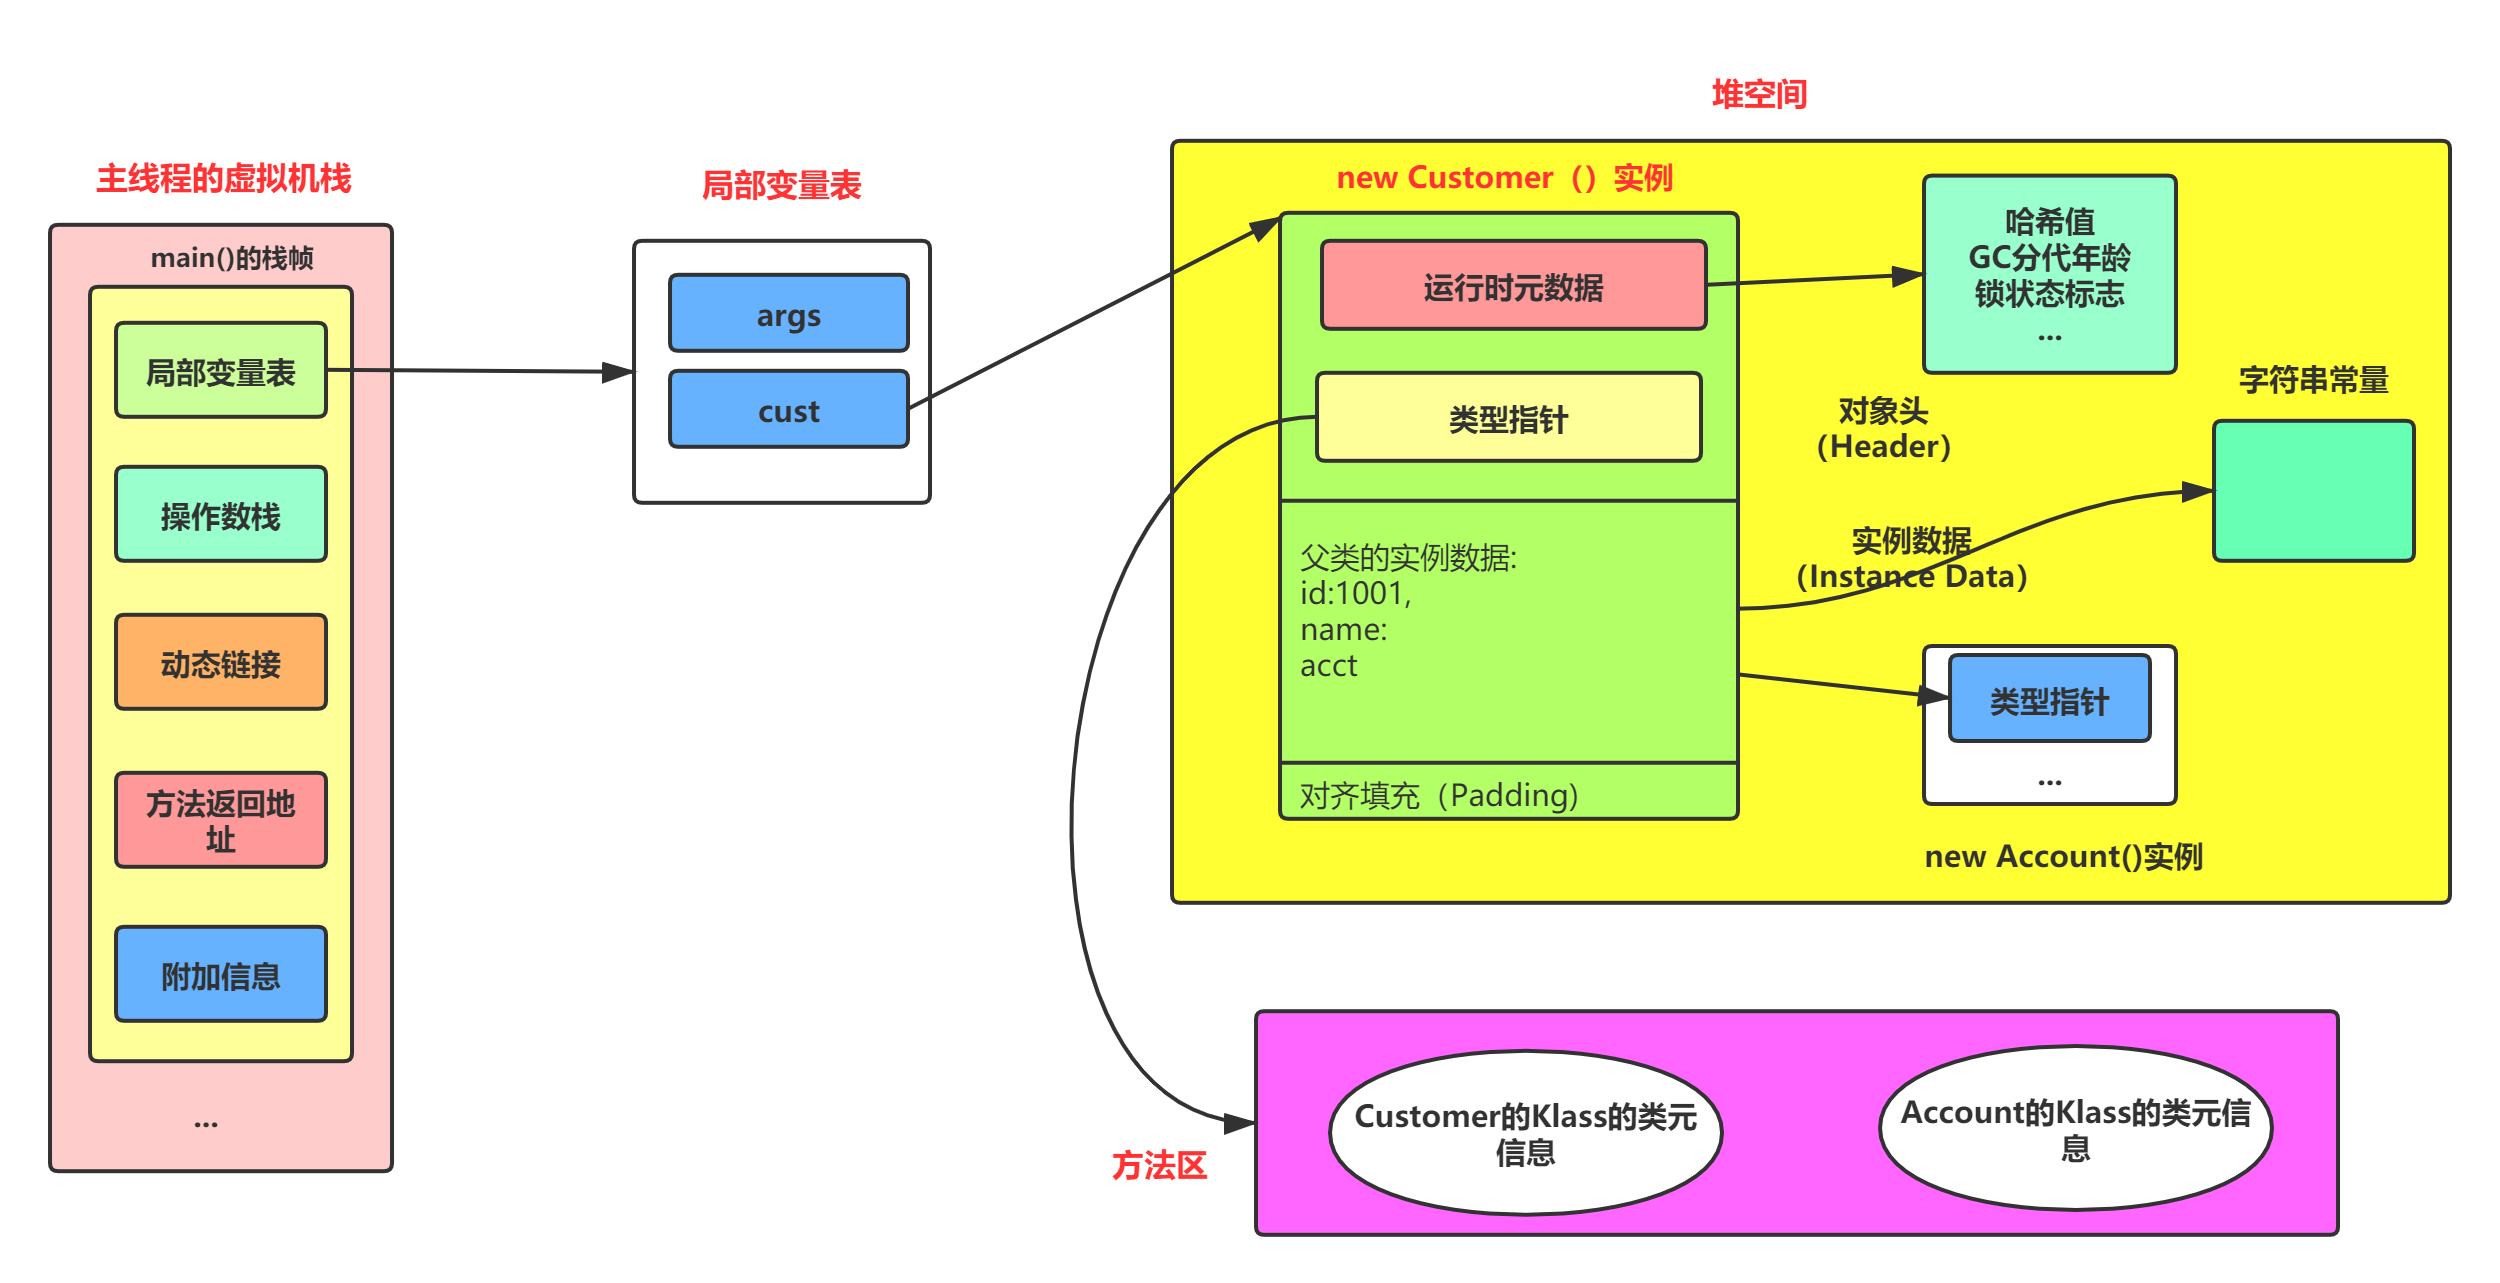 主线程的虚拟机栈
main()的栈帧
局部变量表
操作数栈
动态链接
方法返回地
址
附加信息
...
局部变量表
args
cust
堆空间
new Customer（）实例
运行时元数据
类型指针
父类的实例数据:
id:1001,
name:
acct
对齐填充（Padding）
哈希值
GC分代年龄
锁状态标志
...
对象头
（Header）
字符串常量
实例数据
（Instance Data）
类型指针
...
new Account()实例
方法区
Customer的Klass的类元
信息
Account的Klass的类元信
息